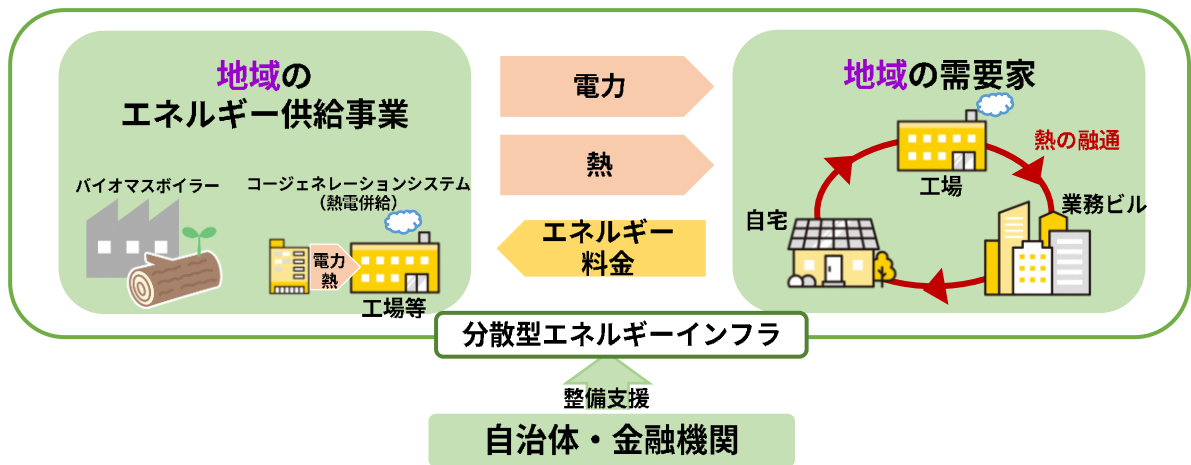 地域の
エネルギー供給事業
バイオマスボイラー
コージェネレーションシステム
（熱電併給）
電力
熱
工場等
電力
熱
エネルギー
料金
地域の需要家
熱の融通
工場
自宅
業務ビル
分散型エネルギーインフラ
整備支援
自治体・金融機関